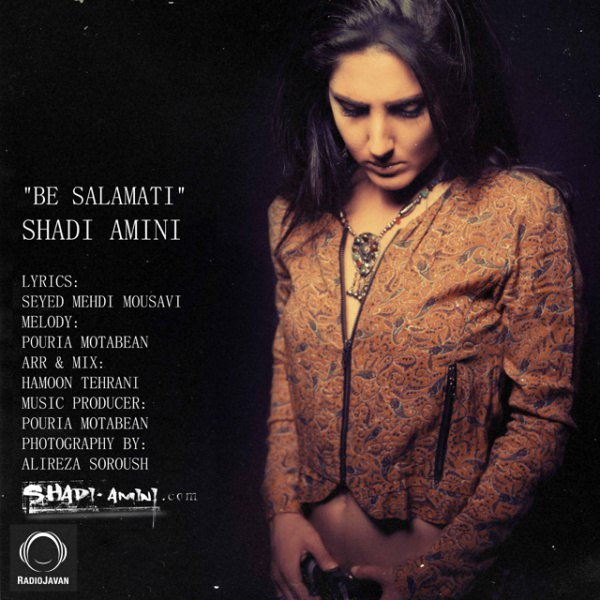 "BE SALAMATI"
SHADI AMINI
LYRICS:
SEYED MEHDI MOUSAVI
MELODY:
POURIA MOTABEAN
ARR & MIX:
HAMOON TEHRANI
MUSIC PRODUCER:
POURIA MOTABEAN
PHOTOGRAPHY BY:
ALIREZA SOROUSH
SHADI-AMINI.com
RADIOJAVAN